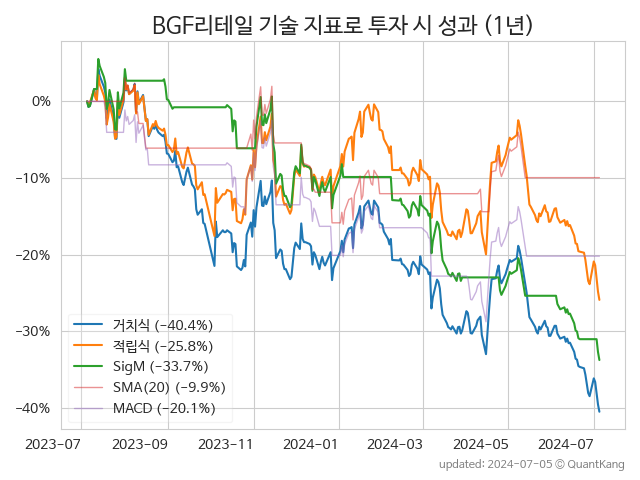 BGF리테일 기술 지표로 투자 시 성과 (1년)
0%
−10%
−20%
−30%
−40%
거치식 (−40.4%)
적립식 (−25.8%)
SigM (−33.7%)
SMA(20) (−9.9%)
MACD (−20.1%)
2023−07 2023−09 2023−11 2024−01 2024−03 2024−05 2024−07
updated: 2024−07−05 © QuantKang